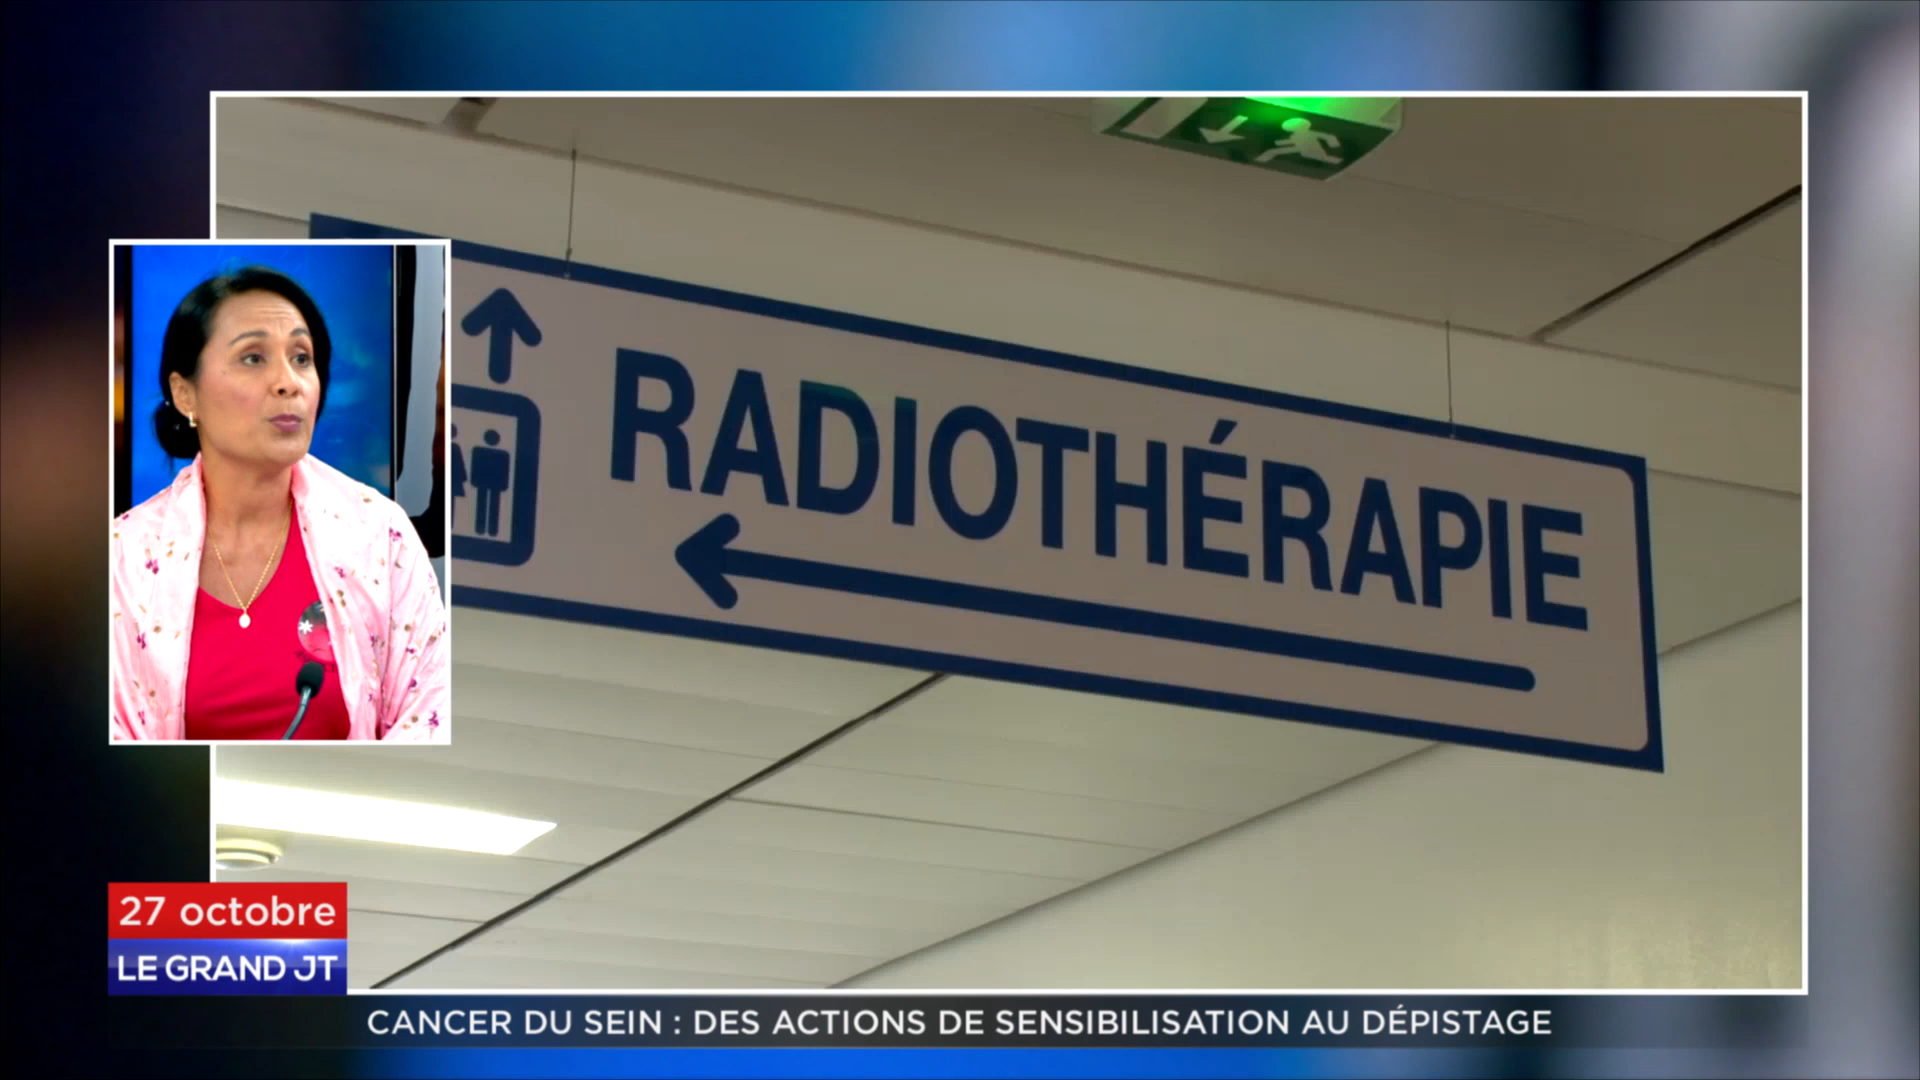 RADIOTHÉRAPIE
27 octobre
LE GRAND JT
CANCER DU SEIN : DES ACTIONS DE SENSIBILISATION AU DÉPISTAGE